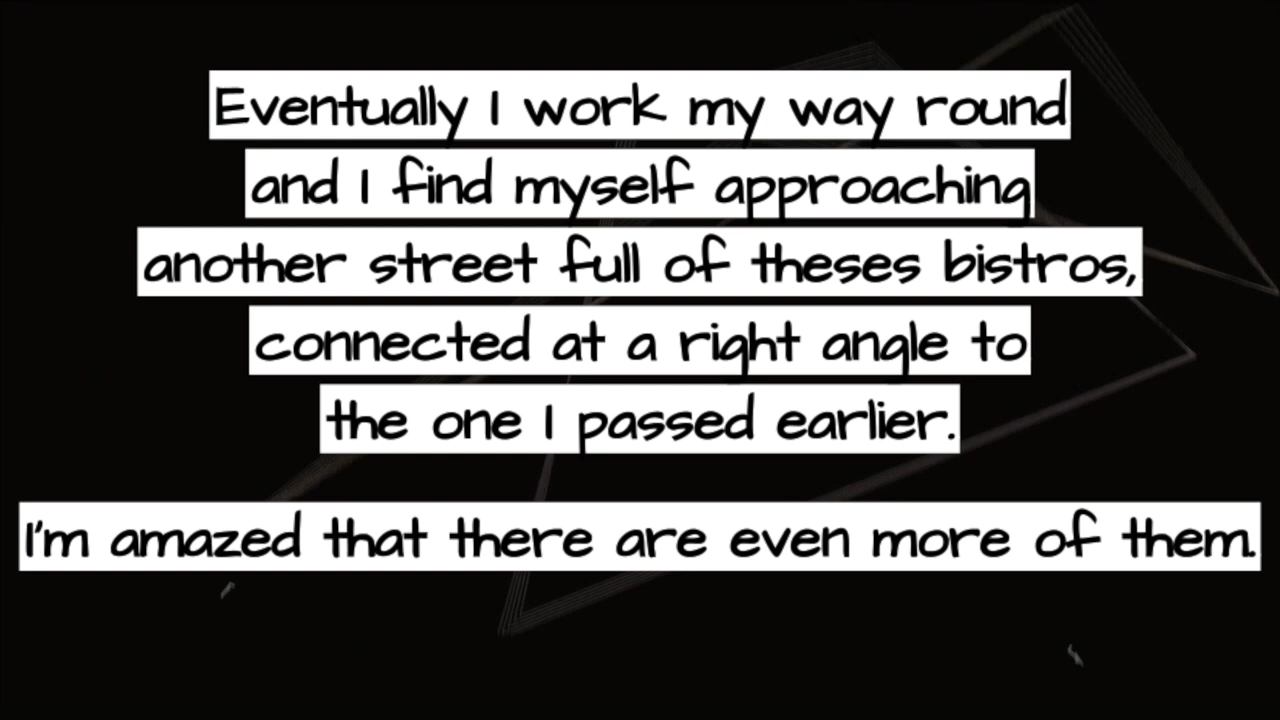 Eventually I work my way round
and I find myself approaching
another street full of theses bistros,
connected at a right angle to
the one I passed earlier.
I'm amazed that there are even more of them.